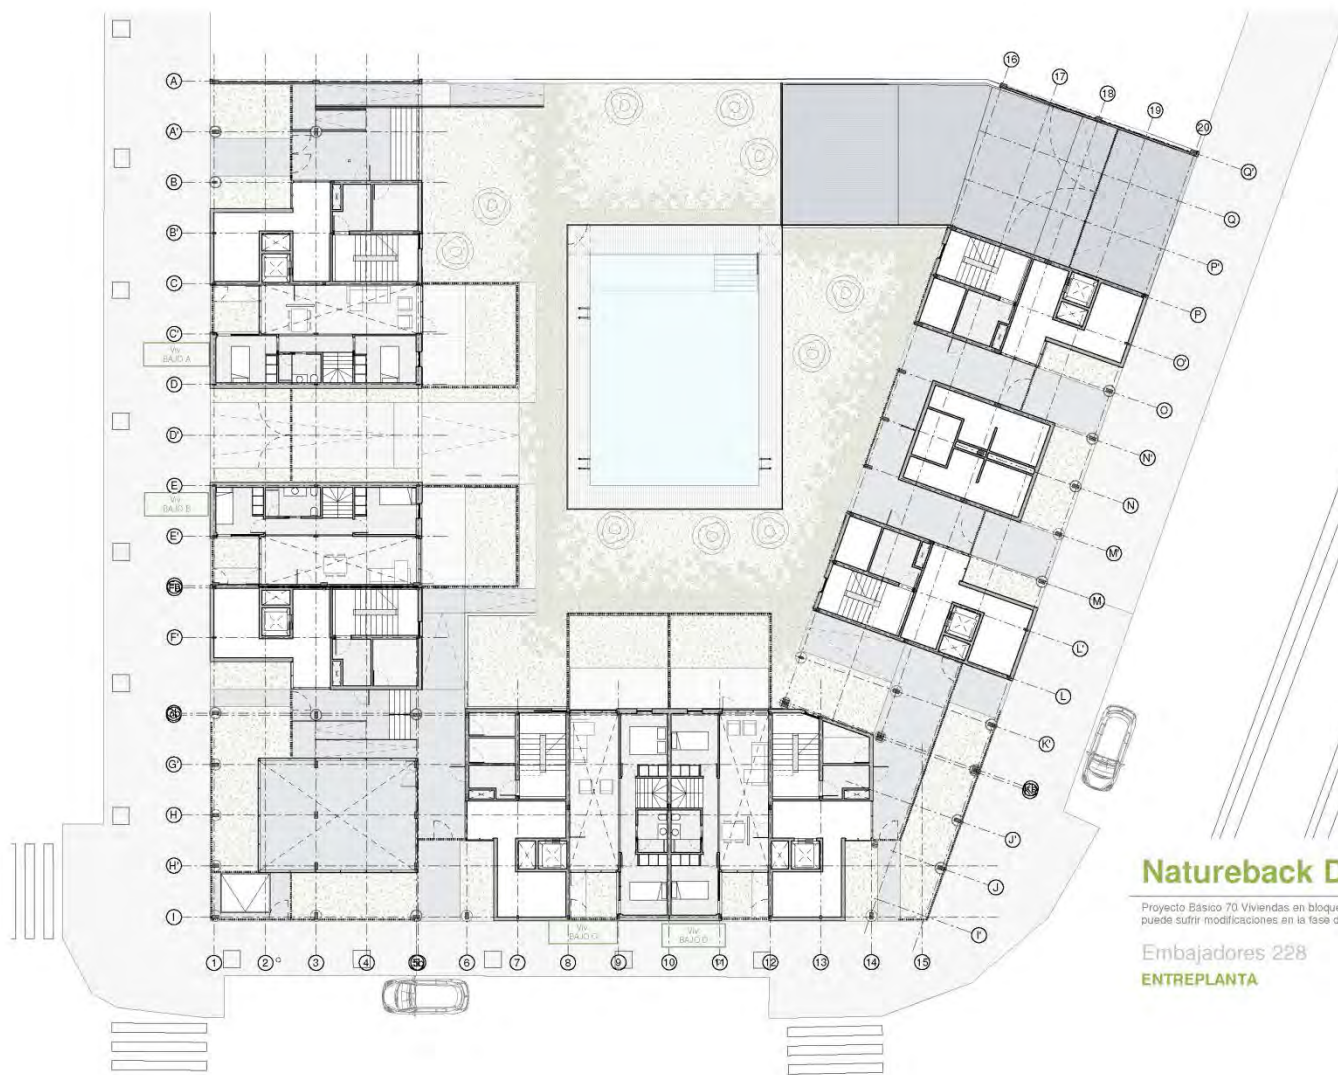 16
17
18
19
20
A
A'
B
B'
C
C'
D
D'
E
E'
F'
G'
H
H'
I
Q'
Q
P'
P
O'
O
N'
N
M'
M
L'
L
K'
J'
J
I'
Viv.
BAJO A
Viv.
BAJO B
Viv.
BAJO C
Viv.
BAJO D
1
2
3
4
6
7
8
9
10
11
12
13
14
15
Natureback D
Proyecto Básico 70 Viviendas en bloque
puede sufrir modificaciones en la fase d
Embajadores 228
ENTREPLANTA